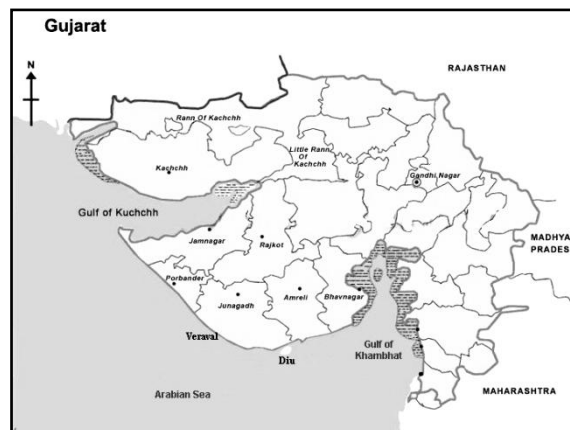 Gujarat
N
RAJASTHAN
Rann Of Kachchh
Little Rann
Of
Kachchh
Kachchh
Gandhi Nagar
Gulf of Kuchchh
MADHYA
PRADES
Jamnagar
Rajkot
Porbander
Junagadh
Amreli
Bhavnagar
Veraval
Diu
Gulf of
Khambhat
Arabian Sea
MAHARASHTRA